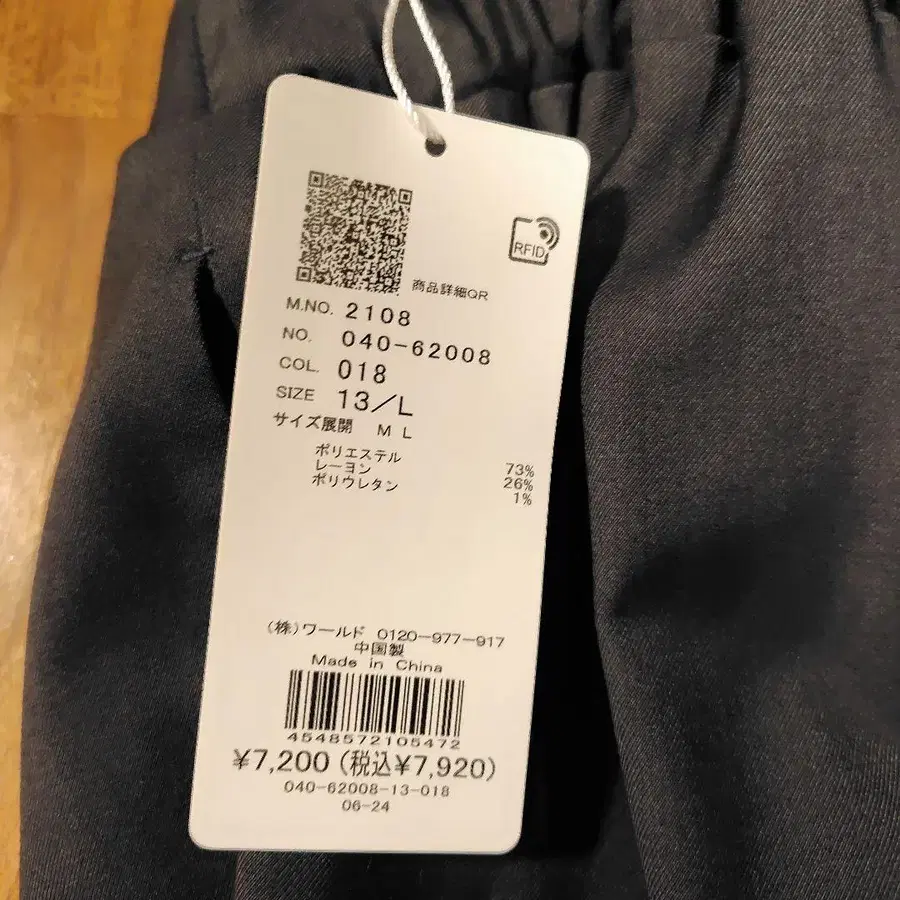 RFID
商品詳細QR
M.NO. 2108
NO. 040-62008
COL. 018
SIZE 13/L
サイズ展開 M L
ポリエステル 73%
レーヨン 26%
ポリウレタン 1%
(株)ワールド 0120-977-917
中国製
Made in China
4548572105472
¥7,200 (税込¥7,920)
040-62008-13-018
06-24